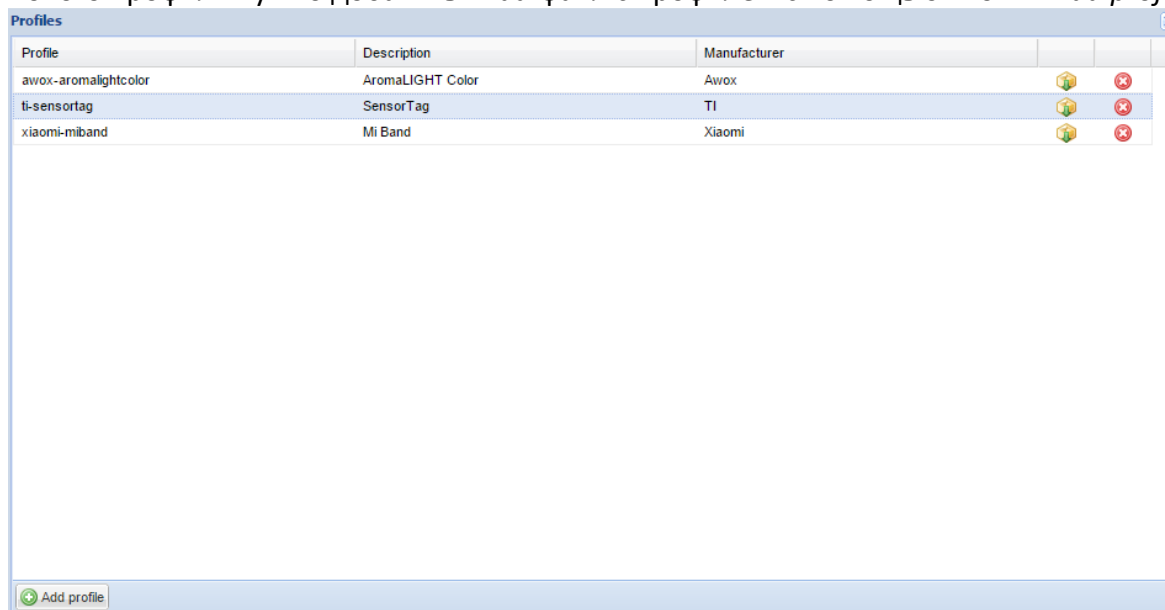 Profiles
Profile Description Manufacturer
awox-aromalightcolor AromaLIGHT Color Awox
ti-sensortag SensorTag TI
xiaomi-miband Mi Band Xiaomi
Add profile